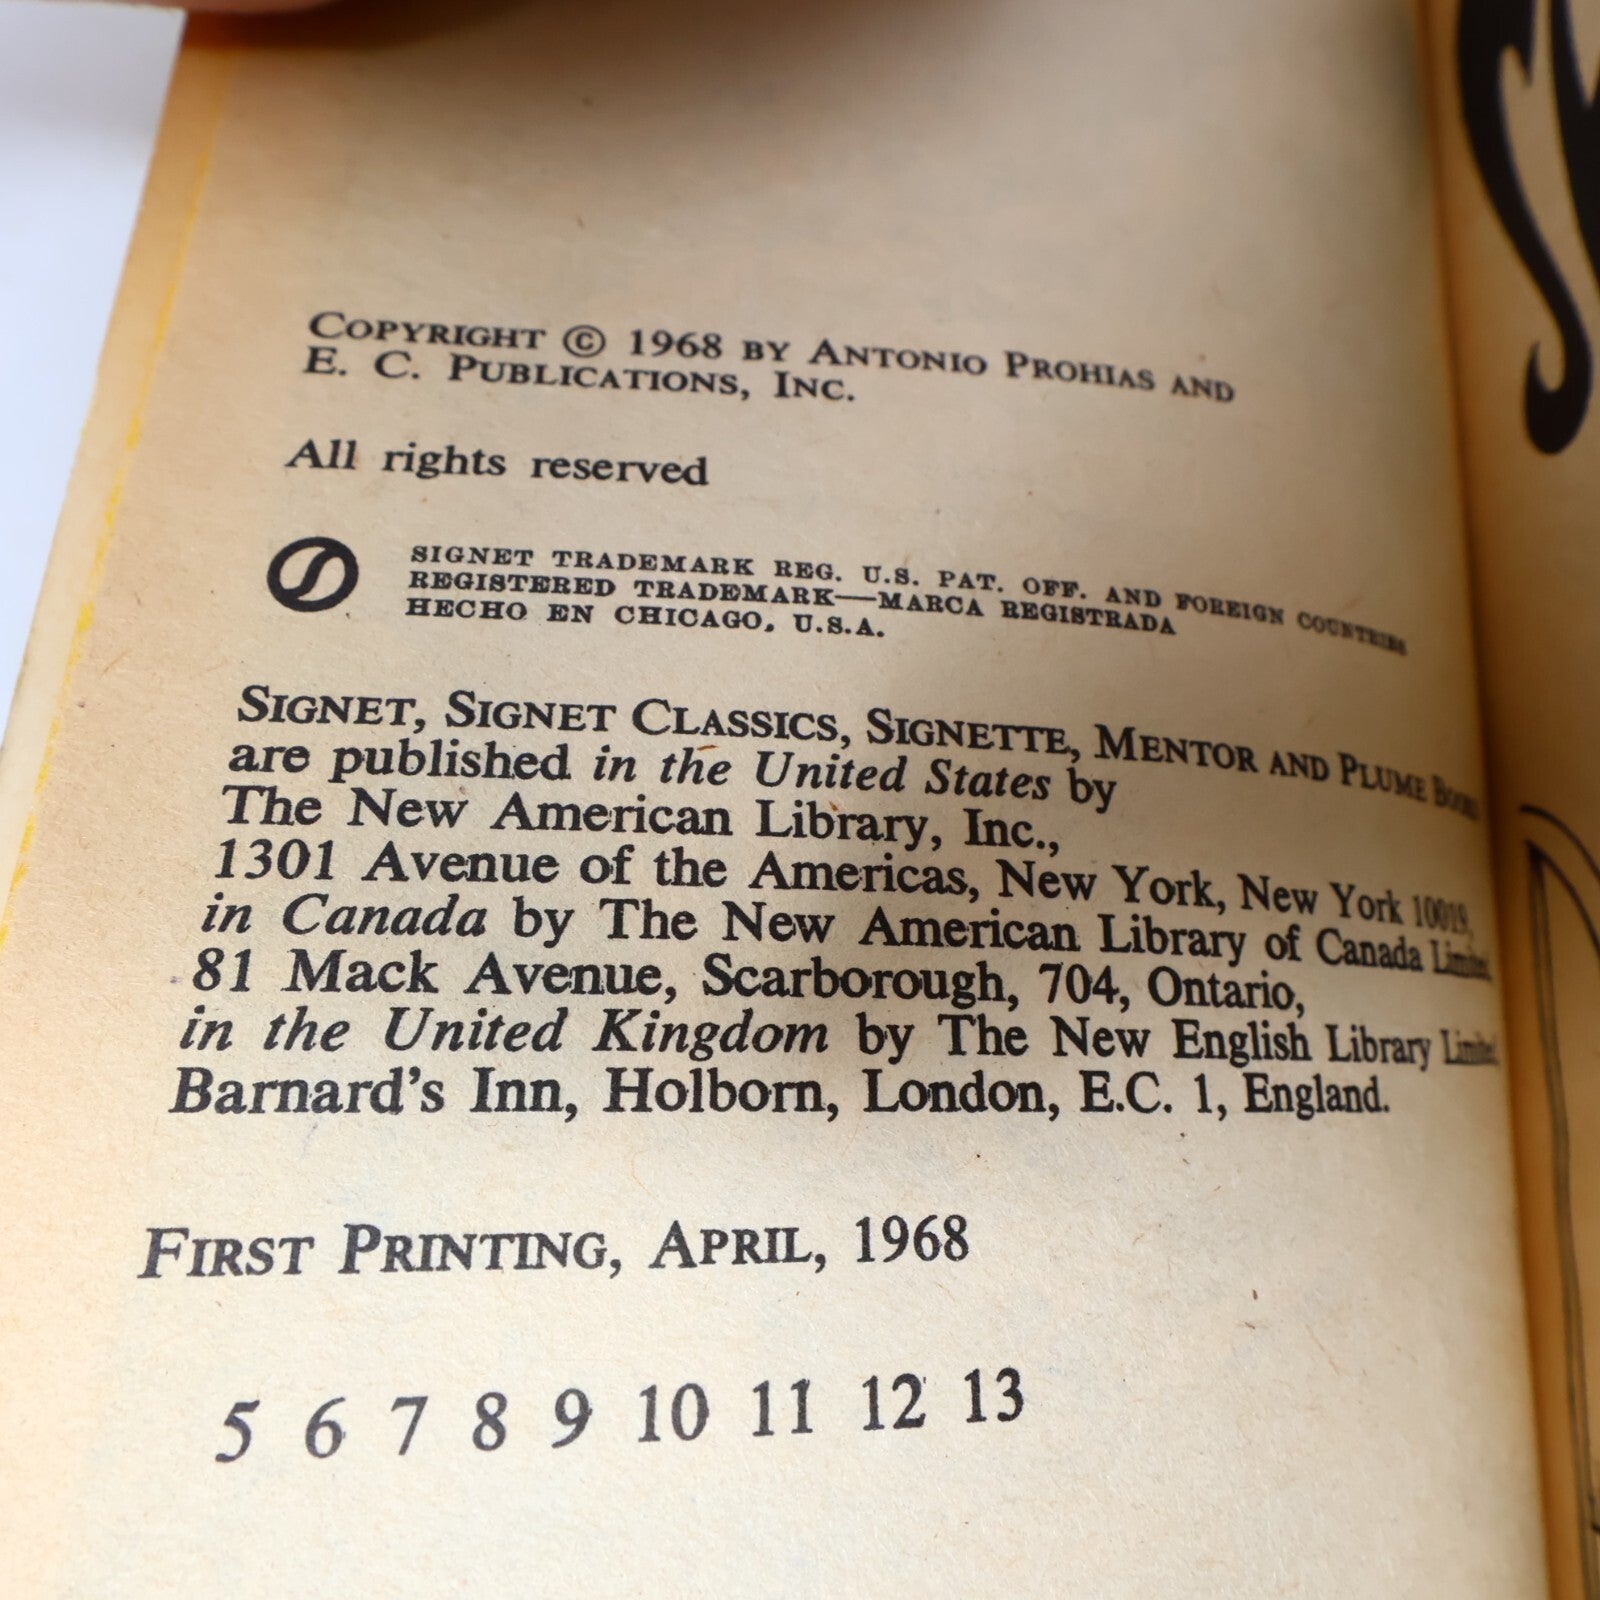 COPYRIGHT © 1968 BY ANTONIO PROHIAS AND
E. C. PUBLICATIONS, INC.
All rights reserved
SIGNET TRADEMARK REG. U.S. PAT. OFF. AND FOREIGN COUNTRIES
REGISTERED TRADEMARK—MARCA REGISTRADA
HECHO EN CHICAGO, U.S.A.
SIGNET, SIGNET CLASSICS, SIGNETTE, MENTOR AND PLUME BOOKS
are published in the United States by
The New American Library, Inc.,
1301 Avenue of the Americas, New York, New York 10019,
in Canada by The New American Library of Canada Limited,
81 Mack Avenue, Scarborough, 704, Ontario,
in the United Kingdom by The New English Library Limited,
Barnard's Inn, Holborn, London, E.C. 1, England.
FIRST PRINTING, APRIL, 1968
5 6 7 8 9 10 11 12 13